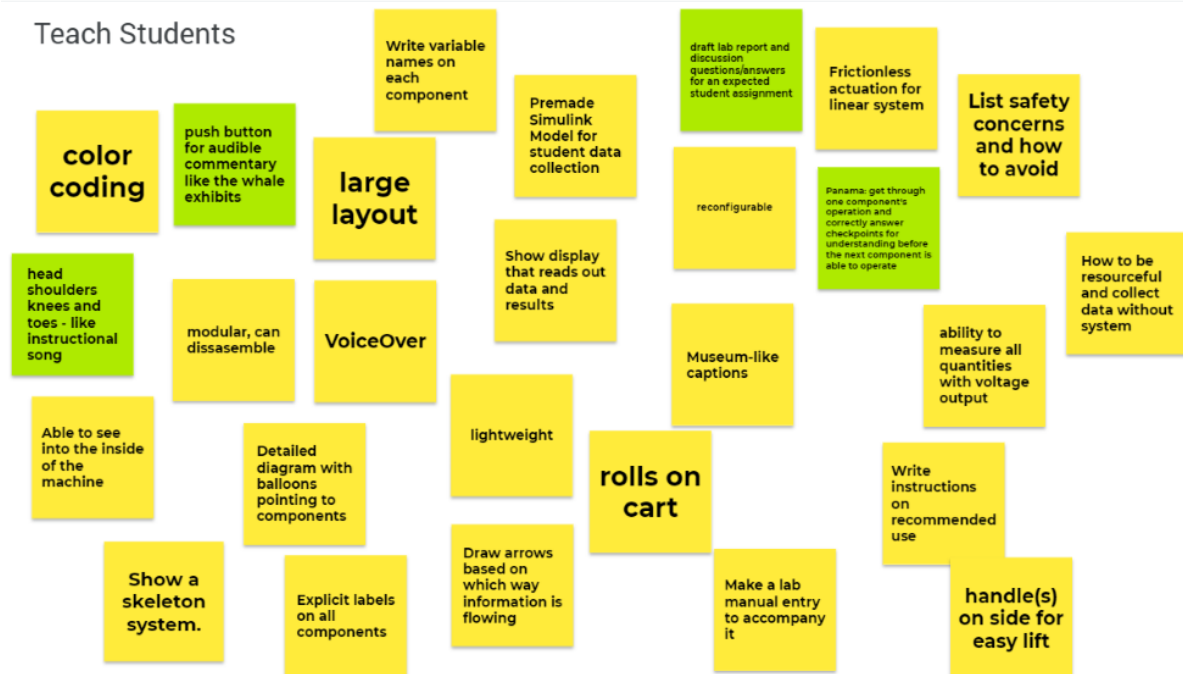 Teach Students
Write variable
names on
each
component
draft lab report and
discussion
questions/answers
for an expected
student assignment
Frictionless
actuation for
linear system
Premade
Simulink
Model for
student data
collection
List safety
concerns
and how
to avoid
color
coding
push button
for audible
commentary
like the whale
exhibits
large
layout
reconfigurable
Panama: get through
one component's
operation and
correctly answer
checkpoints for
understanding before
the next component is
able to operate
Show display
that reads out
data and
results
How to be
resourceful
and collect
data without
system
head
shoulders
knees and
toes - like
instructional
song
modular, can
dissasemble
VoiceOver
Museum-like
captions
ability to
measure all
quantities
with voltage
output
Able to see
into the inside
of the
machine
Detailed
diagram with
balloons
pointing to
components
lightweight
rolls on
cart
Write
instructions
on
recommended
use
Show a
skeleton
system.
Explicit labels
on all
components
Draw arrows
based on
which way
information is
flowing
Make a lab
manual entry
to accompany
it
handle(s)
on side for
easy lift